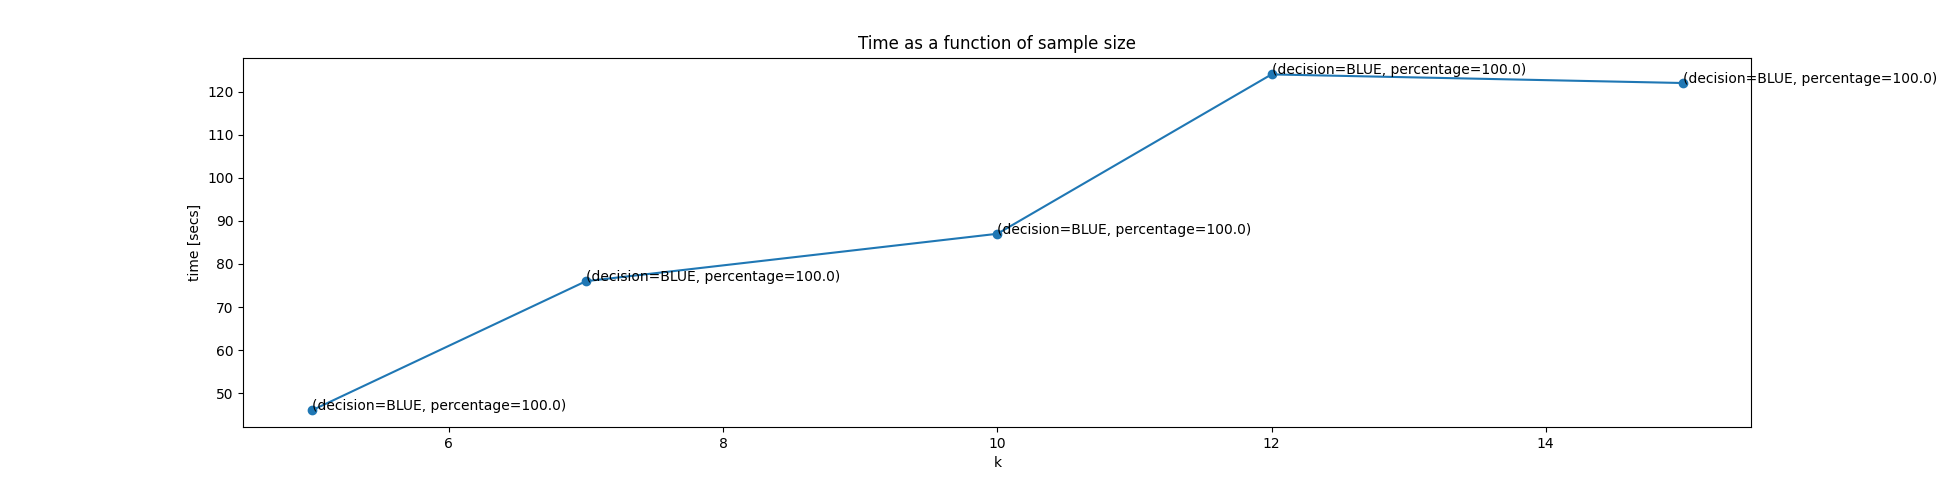 Time as a function of sample size
120
110
100
90
80
70
60
50
time [secs]
(decision=BLUE, percentage=100.0)
(decision=BLUE, percentage=100.0)
(decision=BLUE, percentage=100.0)
(decision=BLUE, percentage=100.0)
(decision=BLUE, percentage=100.0)
6
8
10
12
14
k